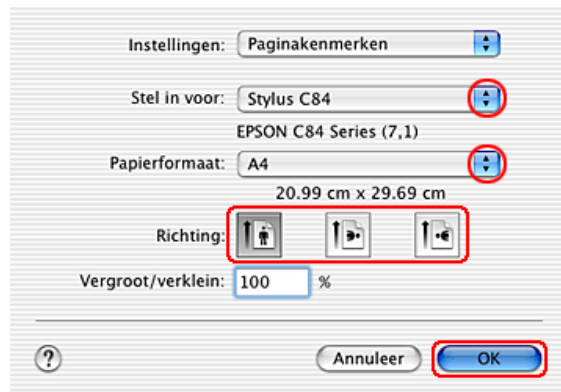 Instellingen: Paginakenmerken
Stel in voor: Stylus C84
EPSON C84 Series (7,1)
Papierformaat: A4
20.99 cm x 29.69 cm
Richting:
Vergroot/verklein: 100 %
? Annuleer OK